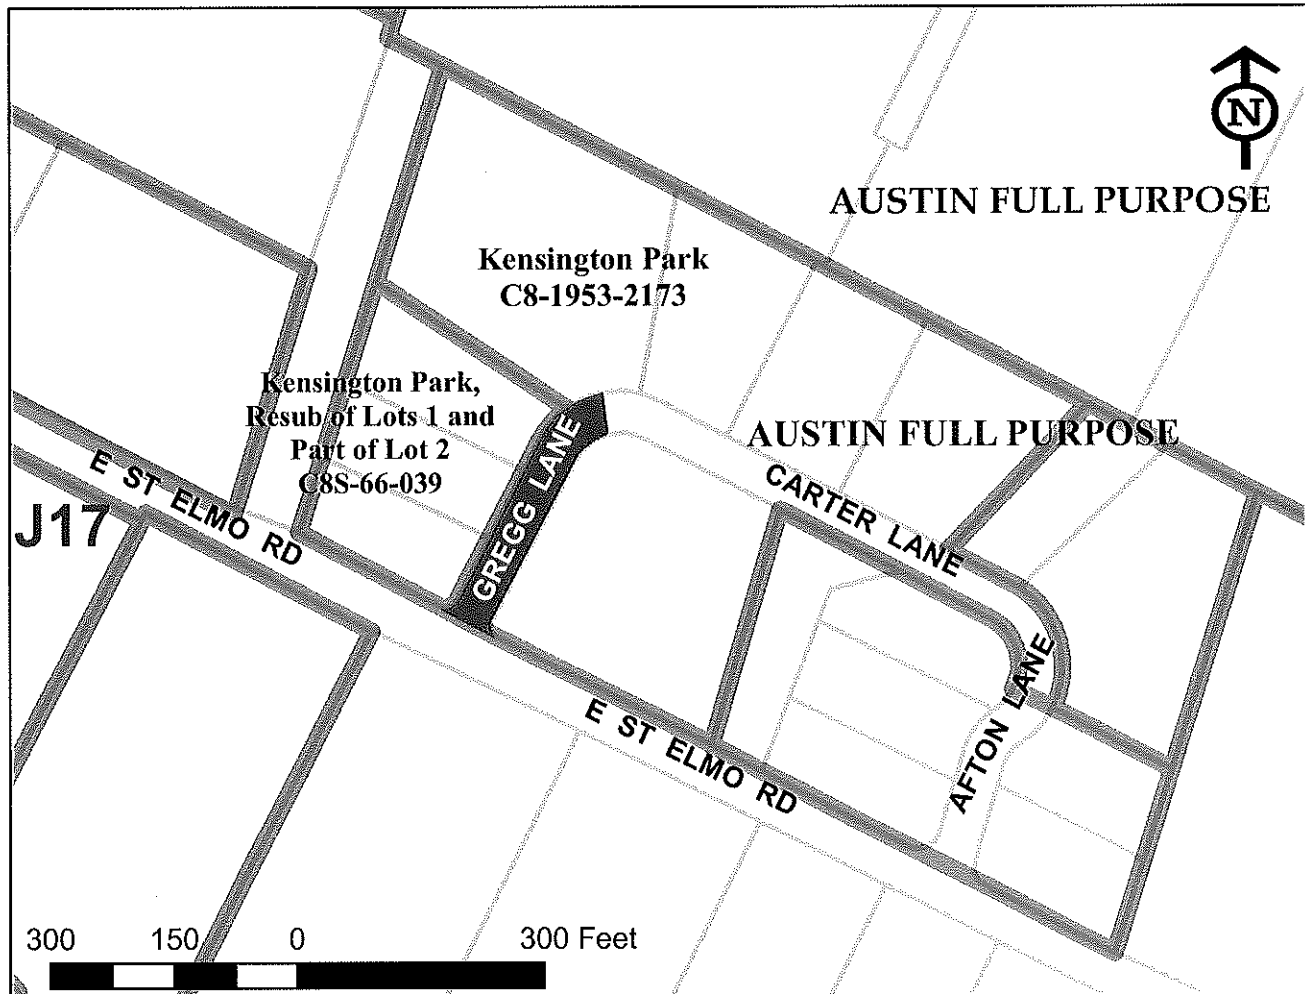 N
AUSTIN FULL PURPOSE
Kensington Park
C8-1953-2173
Kensington Park,
Resub of Lots 1 and
Part of Lot 2
C8S-66-039
GREGG LANE
AUSTIN FULL PURPOSE
CARTER LANE
E ST ELMO RD
J17
AFTON LANE
E ST ELMO RD
300 150 0 300 Feet